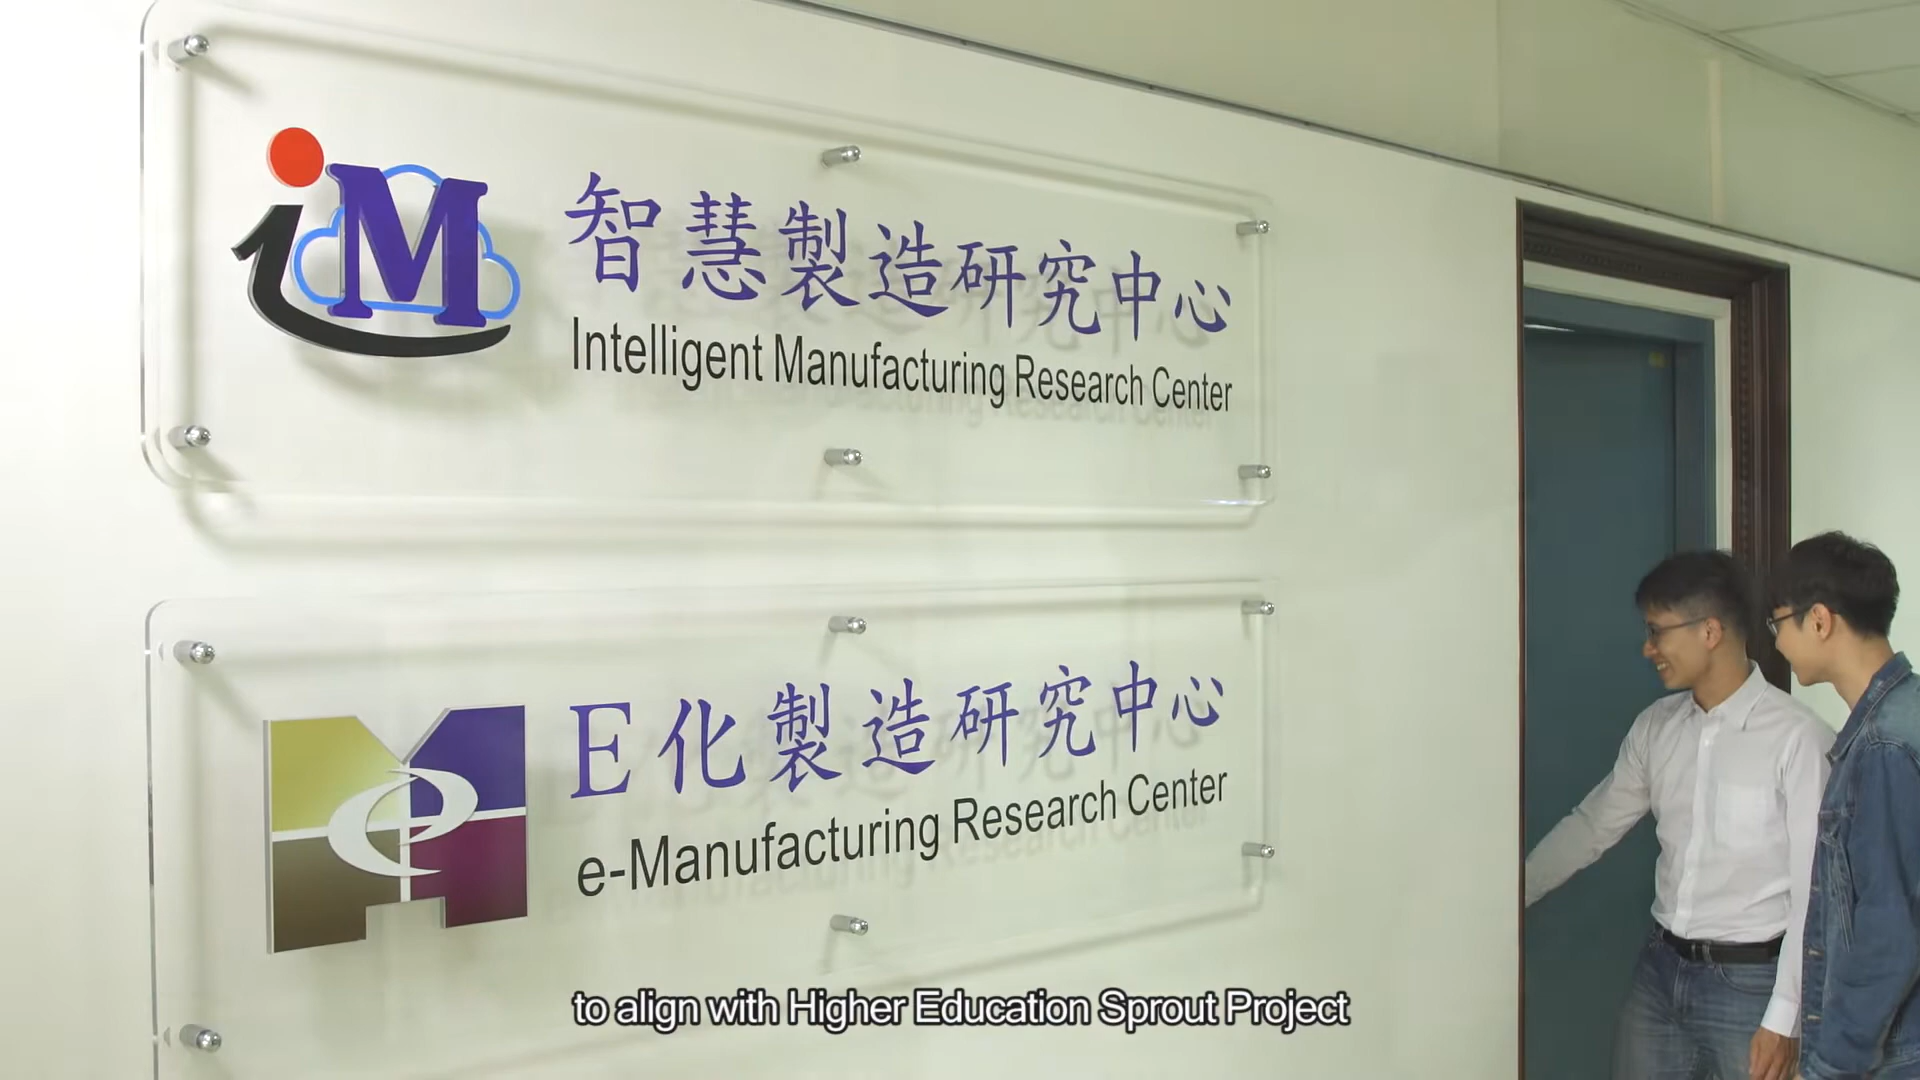 iM
智慧製造研究中心
Intelligent Manufacturing Research Center
E化製造研究中心
e-Manufacturing Research Center
to align with Higher Education Sprout Project